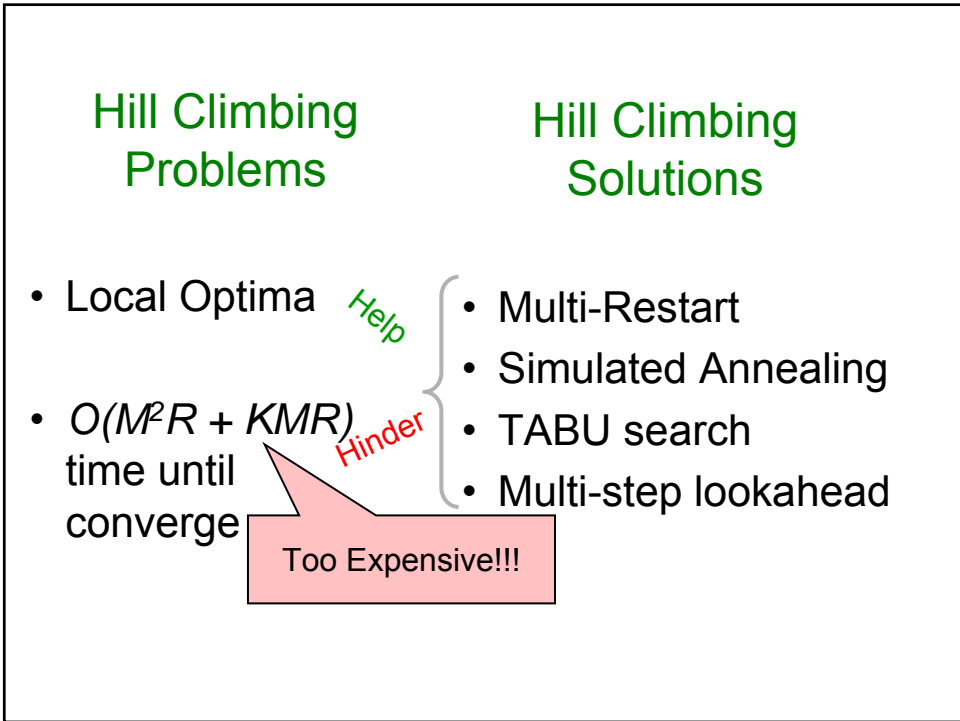 Hill Climbing
Problems
Hill Climbing
Solutions
• Local Optima
Help
• O(M²R + KMR)
time until
converge
Hinder
Too Expensive!!!
• Multi-Restart
• Simulated Annealing
• TABU search
• Multi-step lookahead